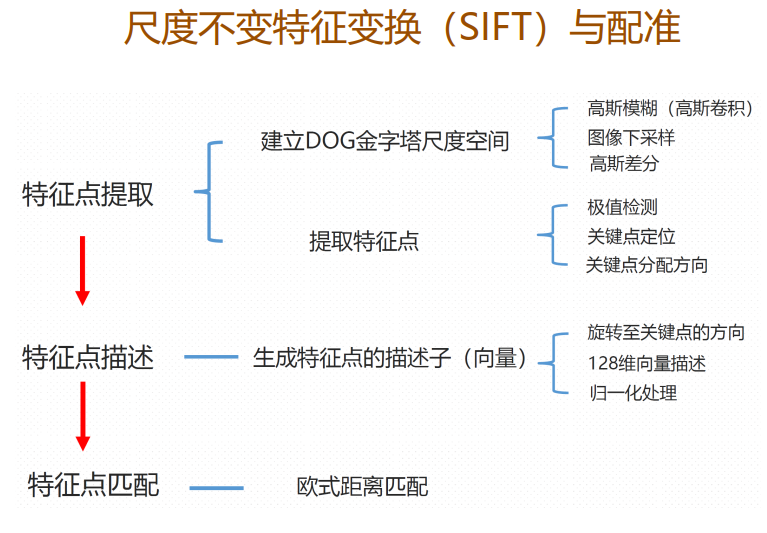 尺度不变特征变换（SIFT）与配准
特征点提取
建立DOG金字塔尺度空间
高斯模糊（高斯卷积）
图像下采样
高斯差分
提取特征点
极值检测
关键点定位
关键点分配方向
特征点描述
生成特征点的描述子（向量）
旋转至关键点的方向
128维向量描述
归一化处理
特征点匹配
欧式距离匹配